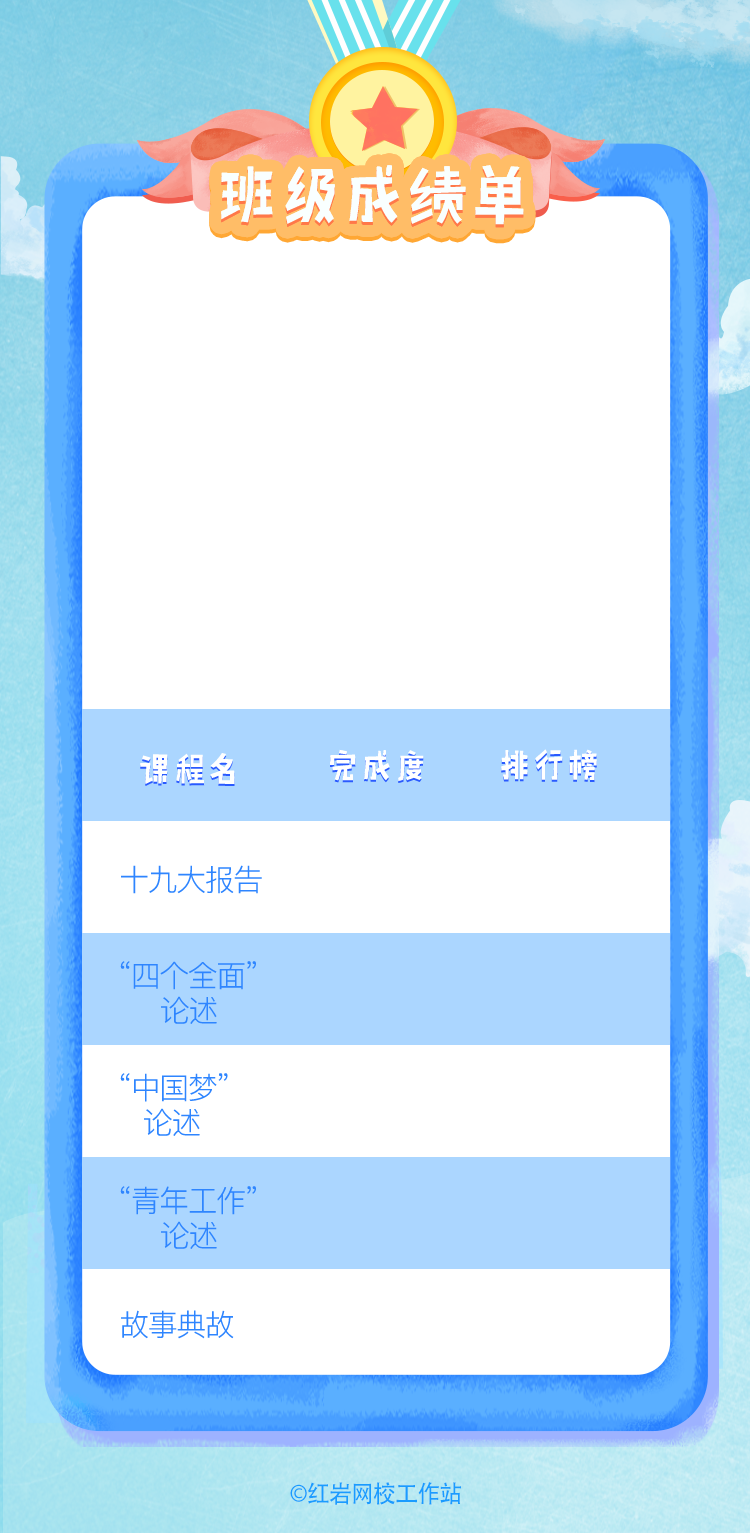 班级成绩单
课程名 完成度 排行榜
十九大报告
“四个全面”
论述
“中国梦”
论述
“青年工作”
论述
故事典故
©红岩网校工作站